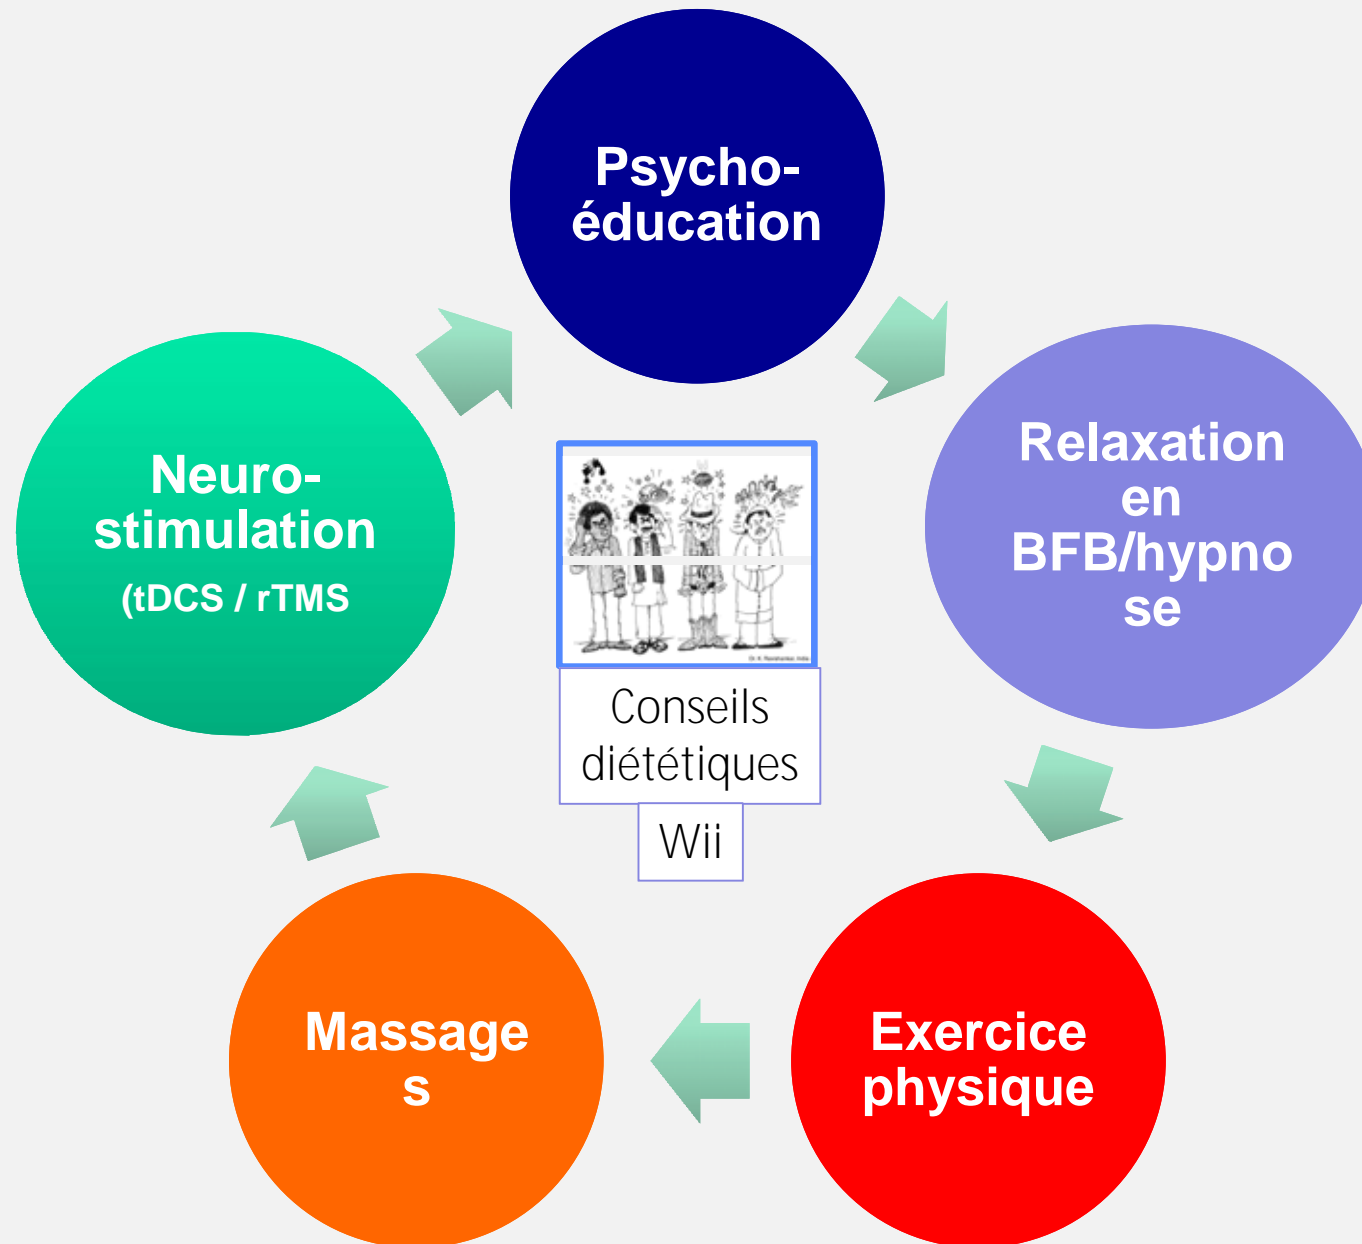 Psycho-
éducation
Relaxation
en
BFB/hypno
se
Exercice
physique
Massage
s
Neuro-
stimulation
(tDCS / rTMS
Conseils
diététiques
Wii